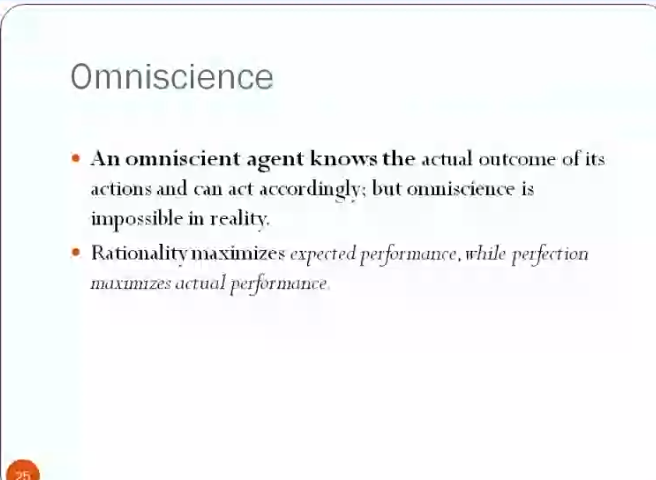 Omniscience
• An omniscient agent knows the actual outcome of its
actions and can act accordingly; but omniscience is
impossible in reality.
• Rationality maximizes expected performance, while perfection
maximizes actual performance.
25